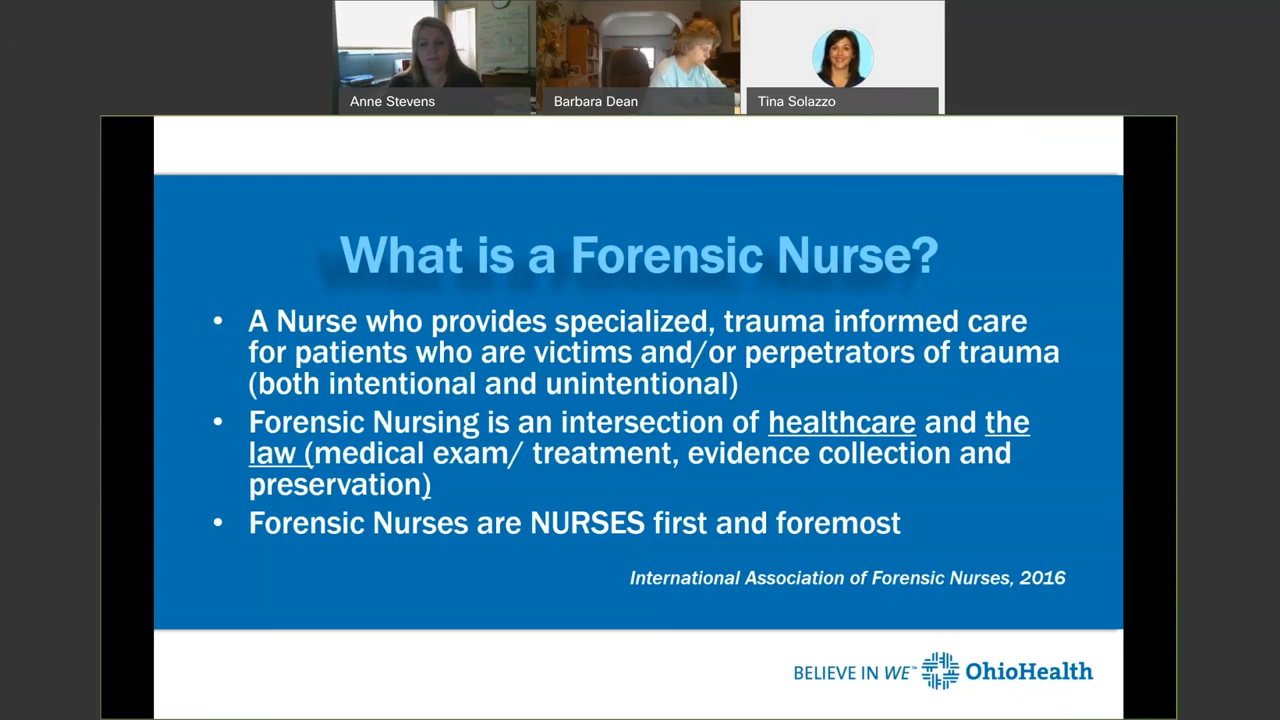 Anne Stevens
Barbara Dean
Tina Solazzo
What is a Forensic Nurse?
• A Nurse who provides specialized, trauma informed care
for patients who are victims and/or perpetrators of trauma
(both intentional and unintentional)
• Forensic Nursing is an intersection of healthcare and the
law (medical exam/ treatment, evidence collection and
preservation)
• Forensic Nurses are NURSES first and foremost
International Association of Forensic Nurses, 2016
BELIEVE IN WE™ OhioHealth